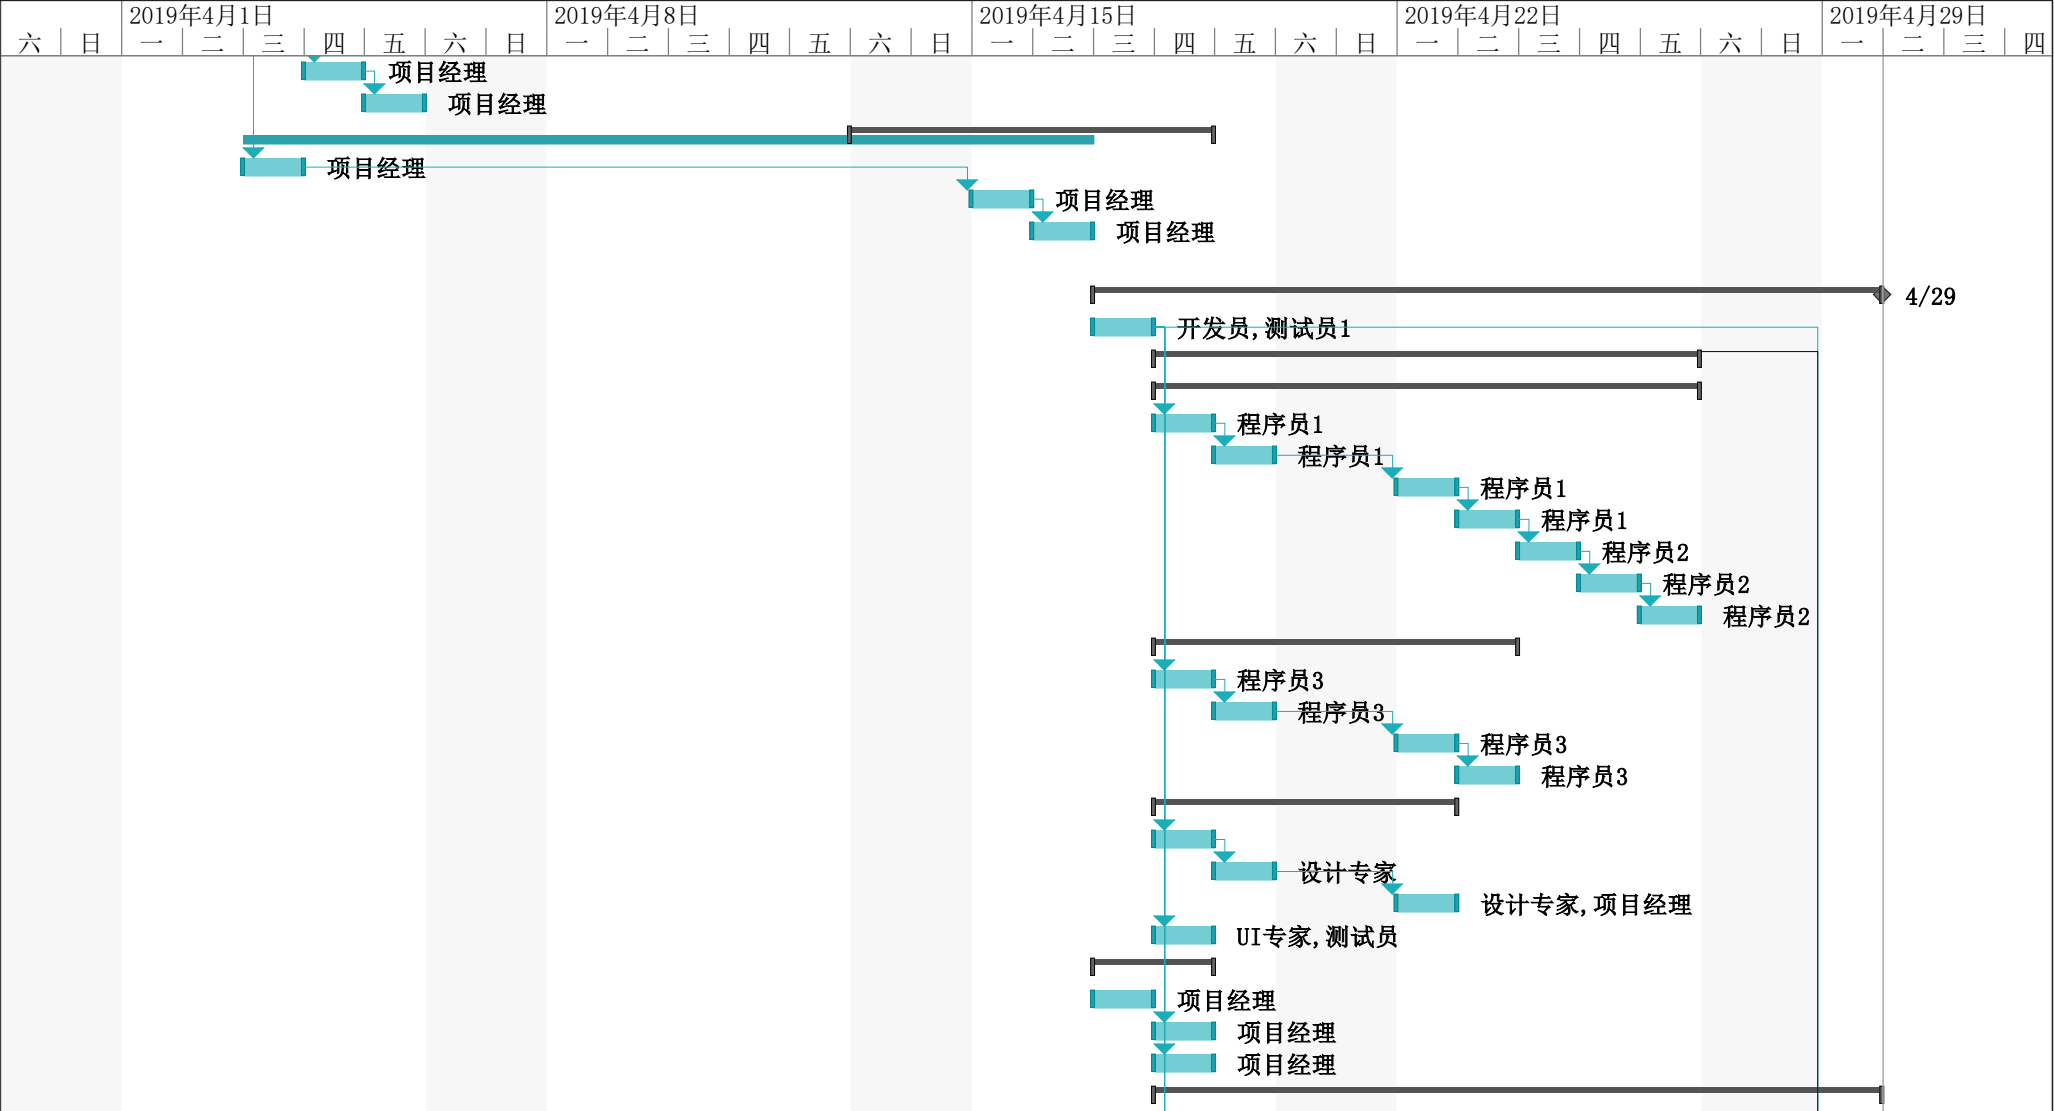 2019年4月1日 2019年4月8日 2019年4月15日 2019年4月22日 2019年4月29日
六 日 一 二 三 四 五 六 日 一 二 三 四 五 六 日 一 二 三 四 五 六 日 一 二 三 四 五 六 日 一 二 三 四
项目经理
项目经理
项目经理
项目经理
项目经理
4/29
开发员,测试员1
程序员1
程序员1
程序员1
程序员1
程序员2
程序员2
程序员2
程序员3
程序员3
程序员3
程序员3
设计专家
设计专家,项目经理
UI专家,测试员
项目经理
项目经理
项目经理